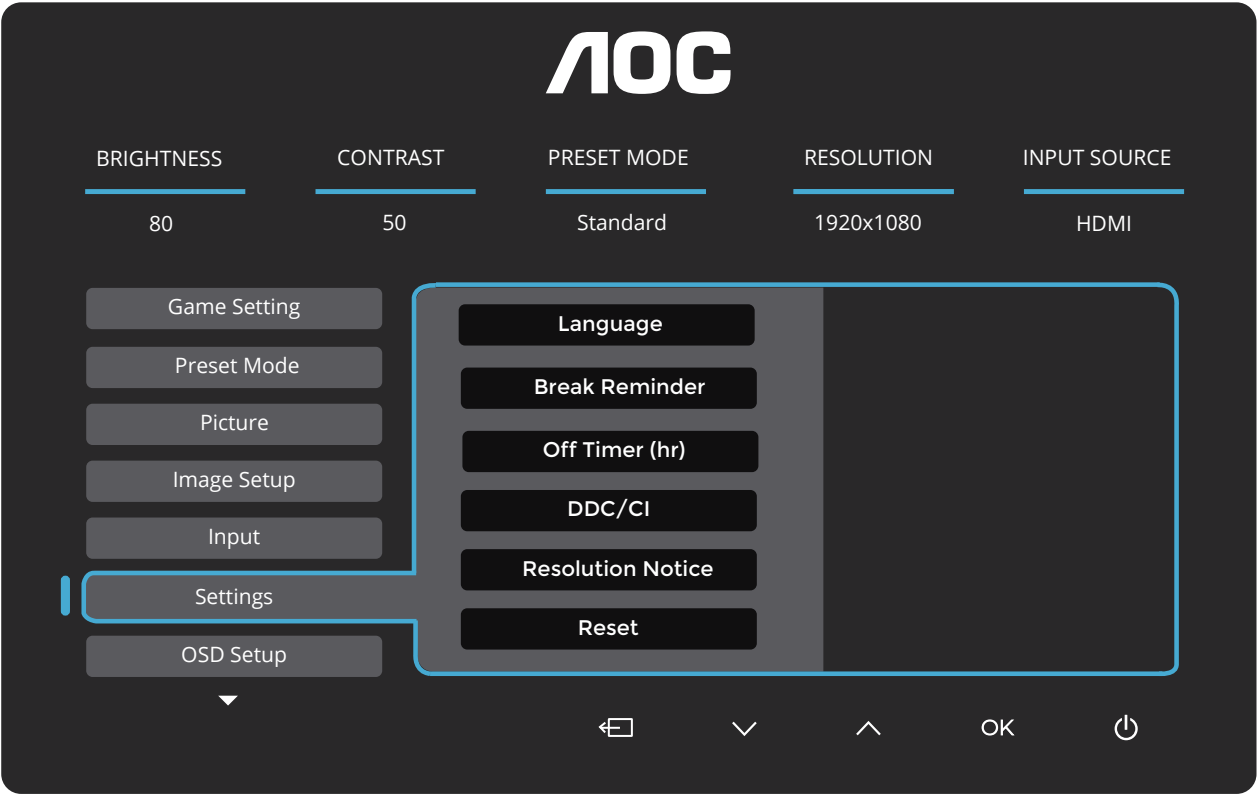 AOC
BRIGHTNESS CONTRAST PRESET MODE RESOLUTION INPUT SOURCE
80 50 Standard 1920x1080 HDMI
Game Setting
Preset Mode
Picture
Image Setup
Input
Settings
OSD Setup
Language
Break Reminder
Off Timer (hr)
DDC/CI
Resolution Notice
Reset
OK